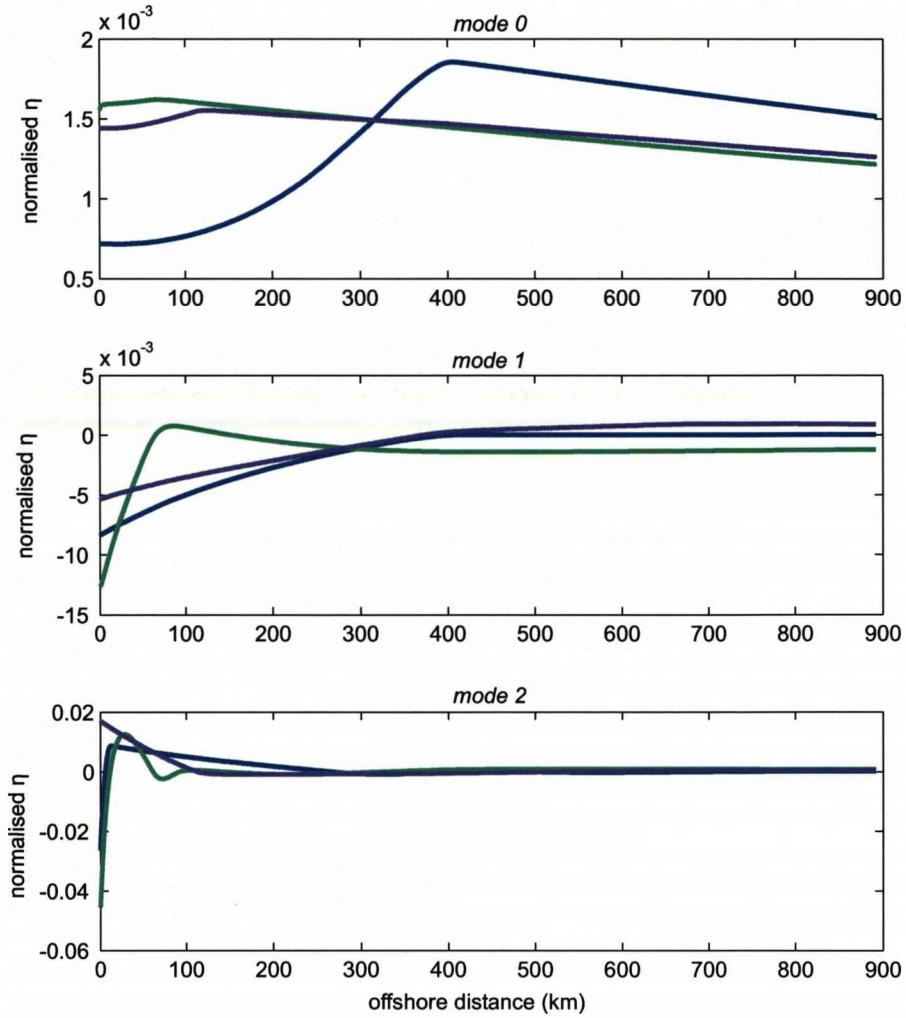 x 10-3
mode 0
2
1.5
1
0.5
normalised η
0 100 200 300 400 500 600 700 800 900
x 10-3
mode 1
5
0
-5
-10
-15
normalised η
0 100 200 300 400 500 600 700 800 900
mode 2
0.02
0
-0.02
-0.04
-0.06
normalised η
0 100 200 300 400 500 600 700 800 900
offshore distance (km)